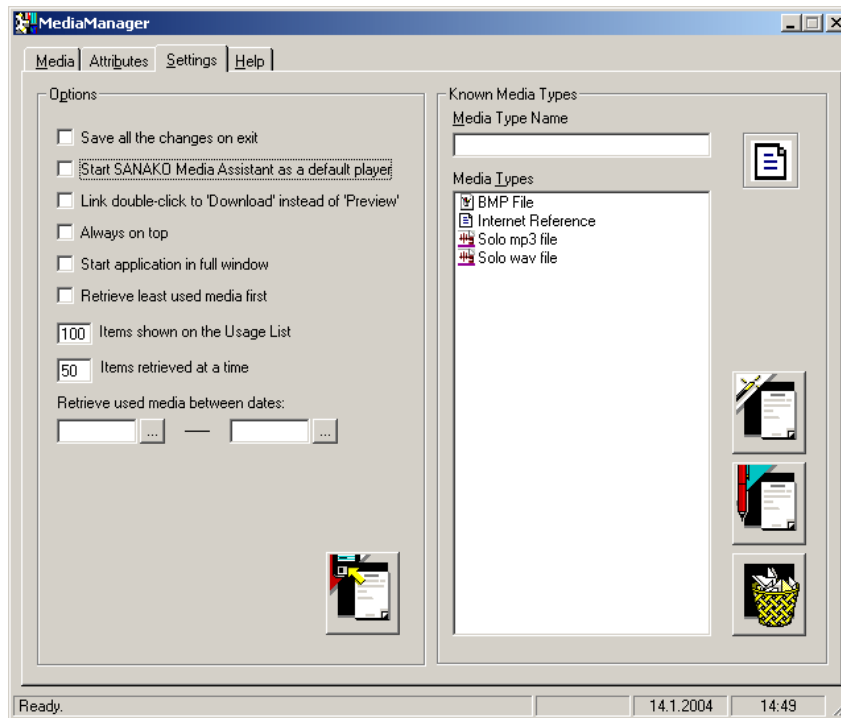 MediaManager
Media Attributes Settings Help
Options
Save all the changes on exit
Start SANAKO Media Assistant as a default player
Link double-click to 'Download' instead of 'Preview'
Always on top
Start application in full window
Retrieve least used media first
100 Items shown on the Usage List
50 Items retrieved at a time
Retrieve used media between dates:
... — ...
Known Media Types
Media Type Name
Media Types
BMP File
Internet Reference
Solo mp3 file
Solo wav file
Ready. 14.1.2004 14:49